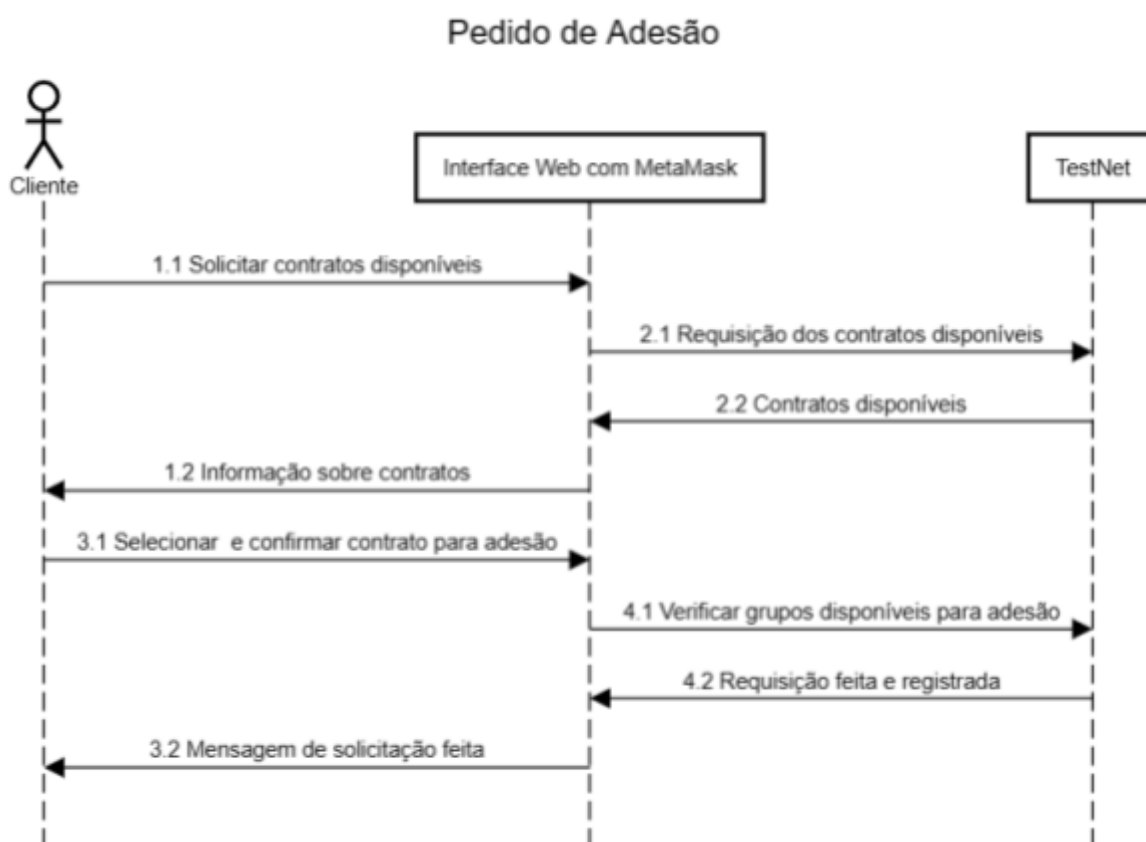 Pedido de Adesão
Cliente
Interface Web com MetaMask
TestNet
1.1 Solicitar contratos disponíveis
2.1 Requisição dos contratos disponíveis
2.2 Contratos disponíveis
1.2 Informação sobre contratos
3.1 Selecionar e confirmar contrato para adesão
4.1 Verificar grupos disponíveis para adesão
4.2 Requisição feita e registrada
3.2 Mensagem de solicitação feita